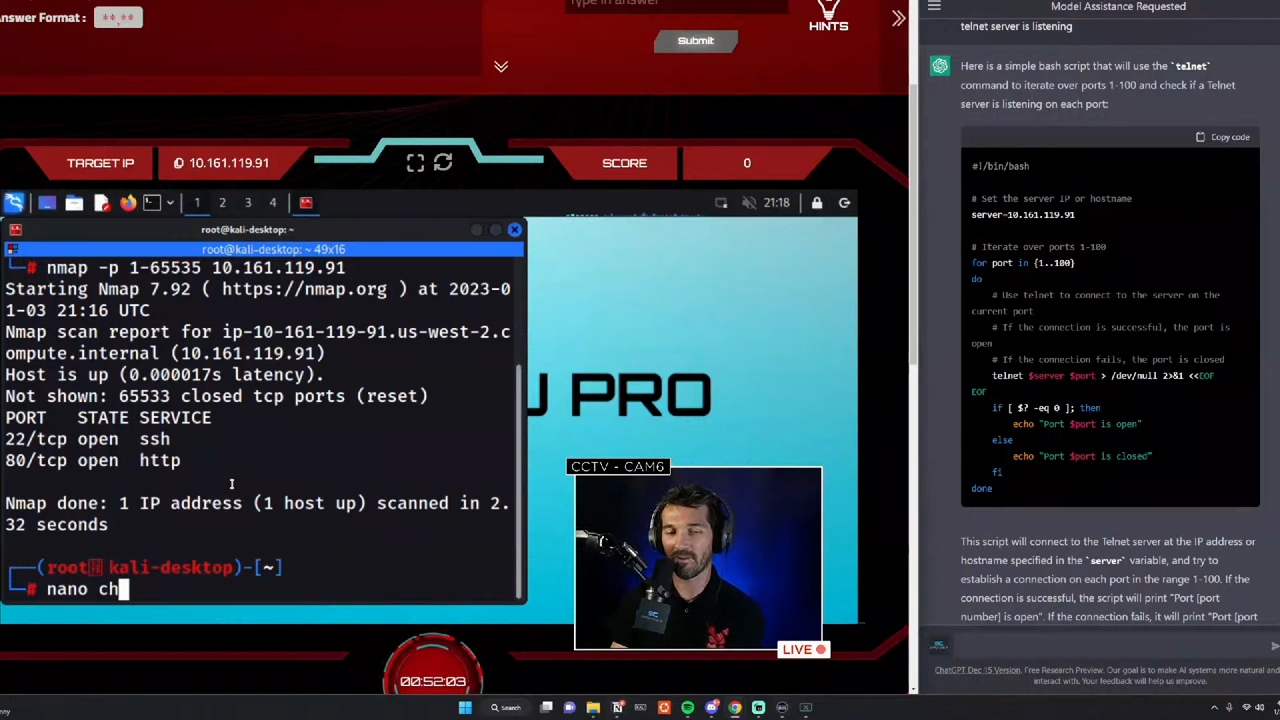 Answer Format : **.**
Type in answer
Submit
HINTS
TARGET IP
10.161.119.91
SCORE
0
1 2 3 4
21:18
root@kali-desktop: ~
root@kali-desktop: ~ 49x16
└─# nmap -p 1-65535 10.161.119.91
Starting Nmap 7.92 ( https://nmap.org ) at 2023-0
1-03 21:16 UTC
Nmap scan report for ip-10-161-119-91.us-west-2.c
ompute.internal (10.161.119.91)
Host is up (0.000017s latency).
Not shown: 65533 closed tcp ports (reset)
PORT STATE SERVICE
22/tcp open ssh
80/tcp open http
Nmap done: 1 IP address (1 host up) scanned in 2.
32 seconds
┌──(root kali-desktop)-[~]
└─# nano ch
PRO
CCTV - CAM6
LIVE
00:52:03
Search
Model Assistance Requested
telnet server is listening
Here is a simple bash script that will use the `telnet`
command to iterate over ports 1-100 and check if a Telnet
server is listening on each port:
Copy code
#!/bin/bash
# Set the server IP or hostname
server=10.161.119.91
# Iterate over ports 1-100
for port in {1..100}
do
# Use telnet to connect to the server on the
current port
# If the connection is successful, the port is
open
# If the connection fails, the port is closed
telnet $server $port > /dev/null 2>&1 <<EOF
EOF
if [ $? -eq 0 ]; then
echo "Port $port is open"
else
echo "Port $port is closed"
fi
done
This script will connect to the Telnet server at the IP address or
hostname specified in the `server` variable, and try to
establish a connection on each port in the range 1-100. If the
connection is successful, the script will print "Port [port
number] is open". If the connection fails, it will print "Port [port
ChatGPT Dec 15 Version. Free Research Preview. Our goal is to make AI systems more natural and
interact with. Your feedback will help us improve.